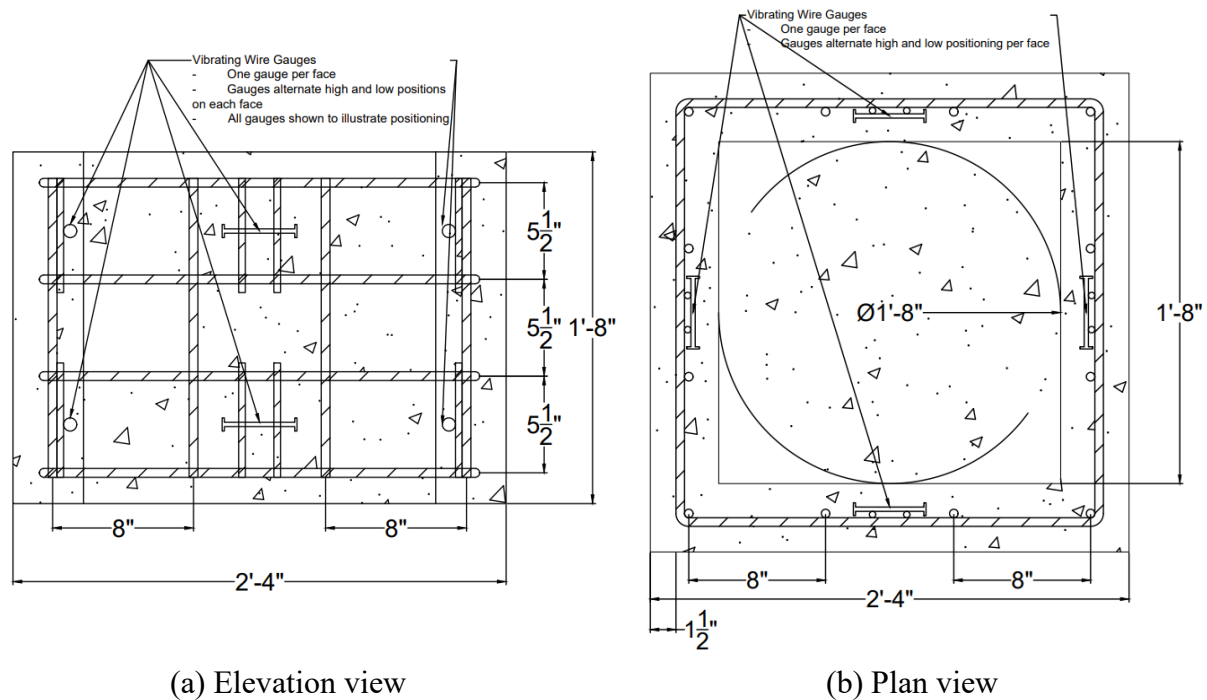 Vibrating Wire Gauges
- One gauge per face
- Gauges alternate high and low positions
on each face
- All gauges shown to illustrate positioning
5 1/2"
5 1/2"
5 1/2"
1'-8"
8"
8"
2'-4"
(a) Elevation view
Vibrating Wire Gauges
- One gauge per face
- Gauges alternate high and low positioning per face
Ø1'-8"
1'-8"
8"
8"
2'-4"
1 1/2"
(b) Plan view